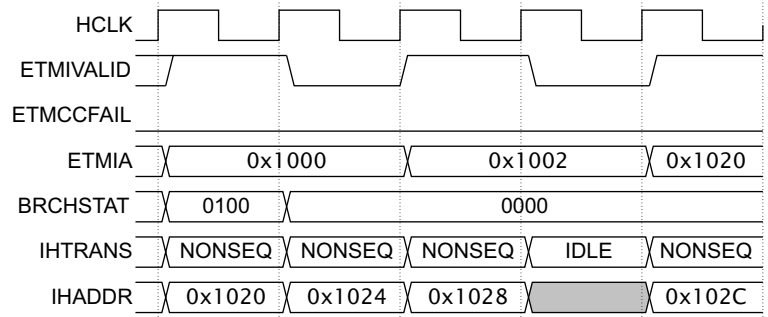 HCLK
ETMIVALID
ETMCCFAIL
ETMIA 0x1000 0x1002 0x1020
BRCHSTAT 0100 0000
IHTRANS NONSEQ NONSEQ NONSEQ IDLE NONSEQ
IHADDR 0x1020 0x1024 0x1028 0x102C